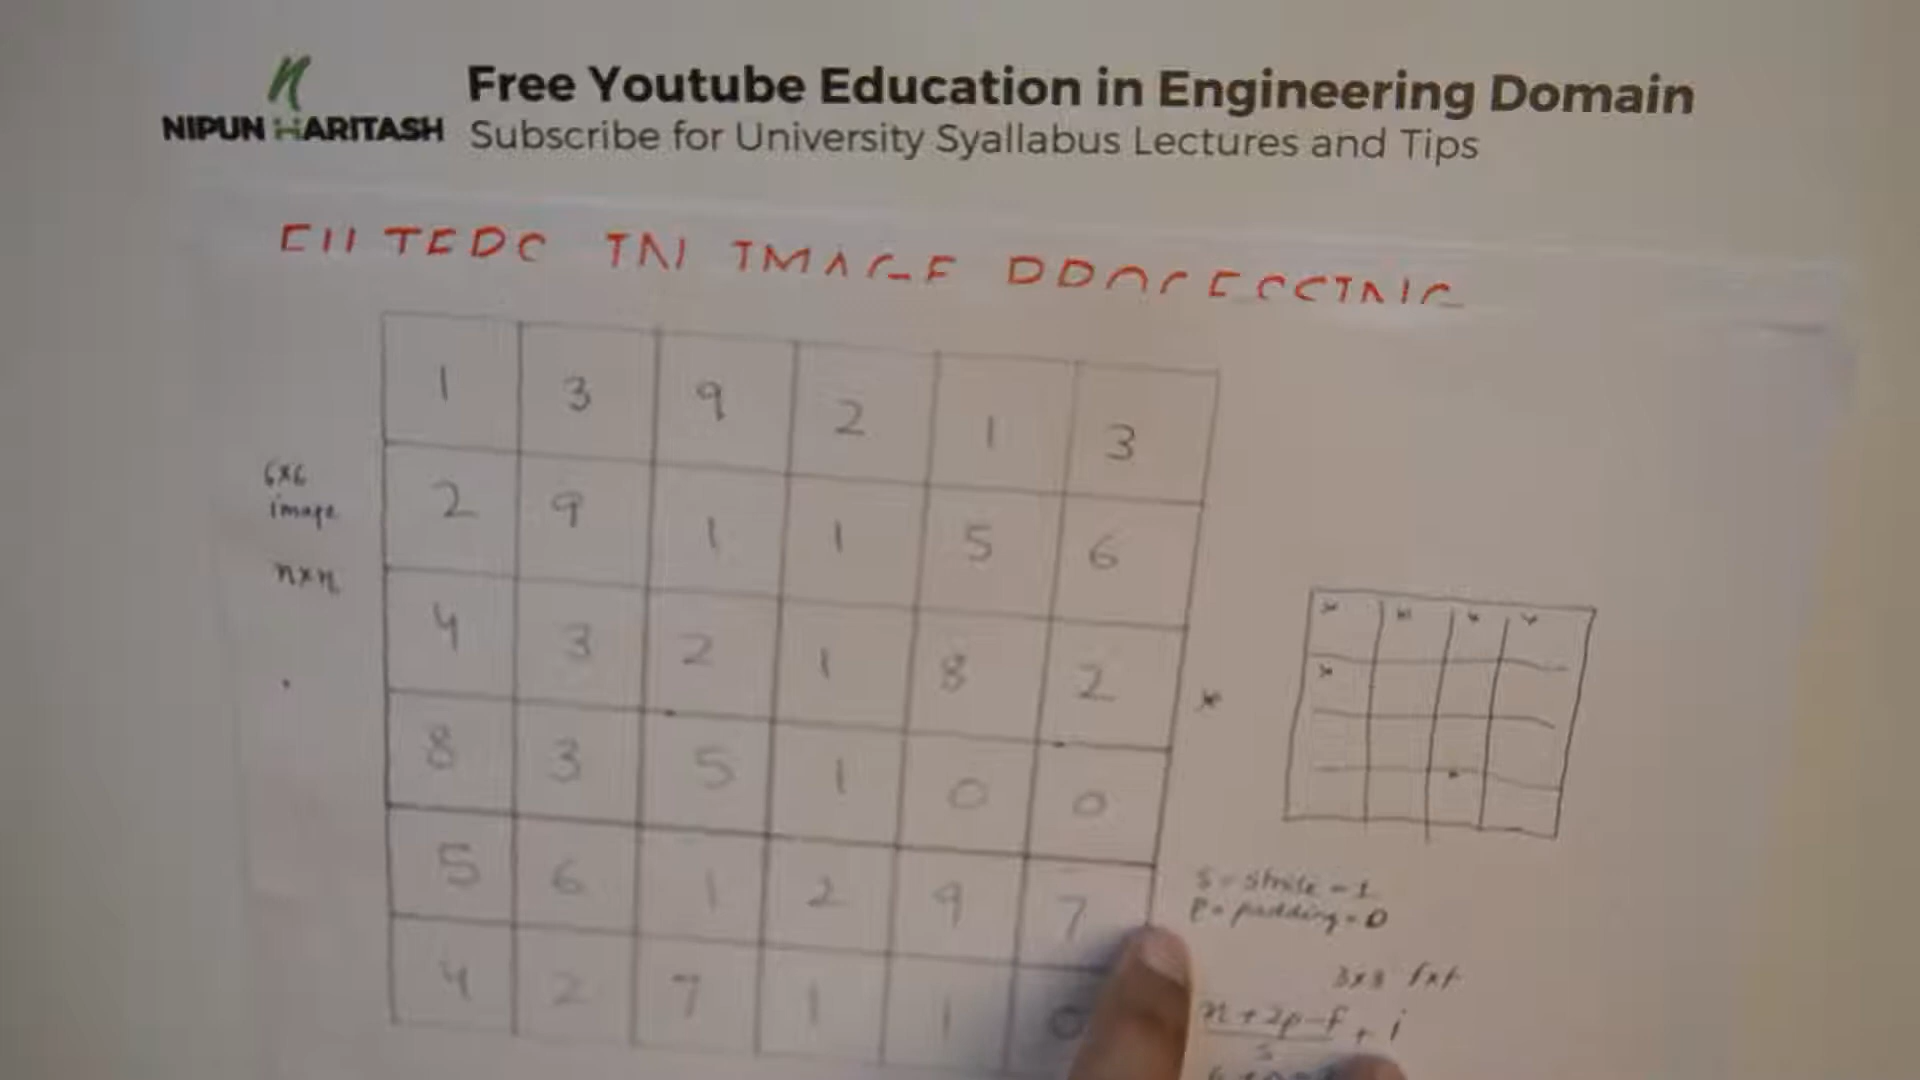 n
NIPUN HARITASH
Free Youtube Education in Engineering Domain
Subscribe for University Syallabus Lectures and Tips
FILTERS IN IMAGE PROCESSING
1 3 9 2 1 3
6x6
image
nxn
2 9 1 1 5 6
4 3 2 1 8 2
*
8 3 5 1 0 0
5 6 1 2 9 7
4 2 7 1 1 0
S = stride = 1
P = padding = 0
3x3 fxf
n+2p-f + 1
s